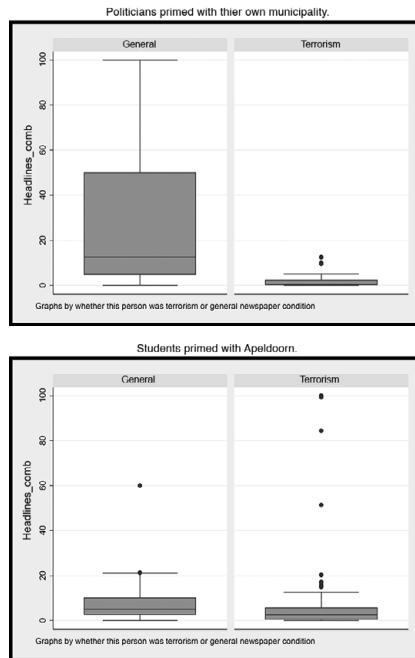 Politicians primed with thier own municipality.
General Terrorism
Headlines_comb
100
80
60
40
20
0
Graphs by whether this person was terrorism or general newspaper condition
Students primed with Apeldoorn.
General Terrorism
Headlines_comb
100
80
60
40
20
0
Graphs by whether this person was terrorism or general newspaper condition